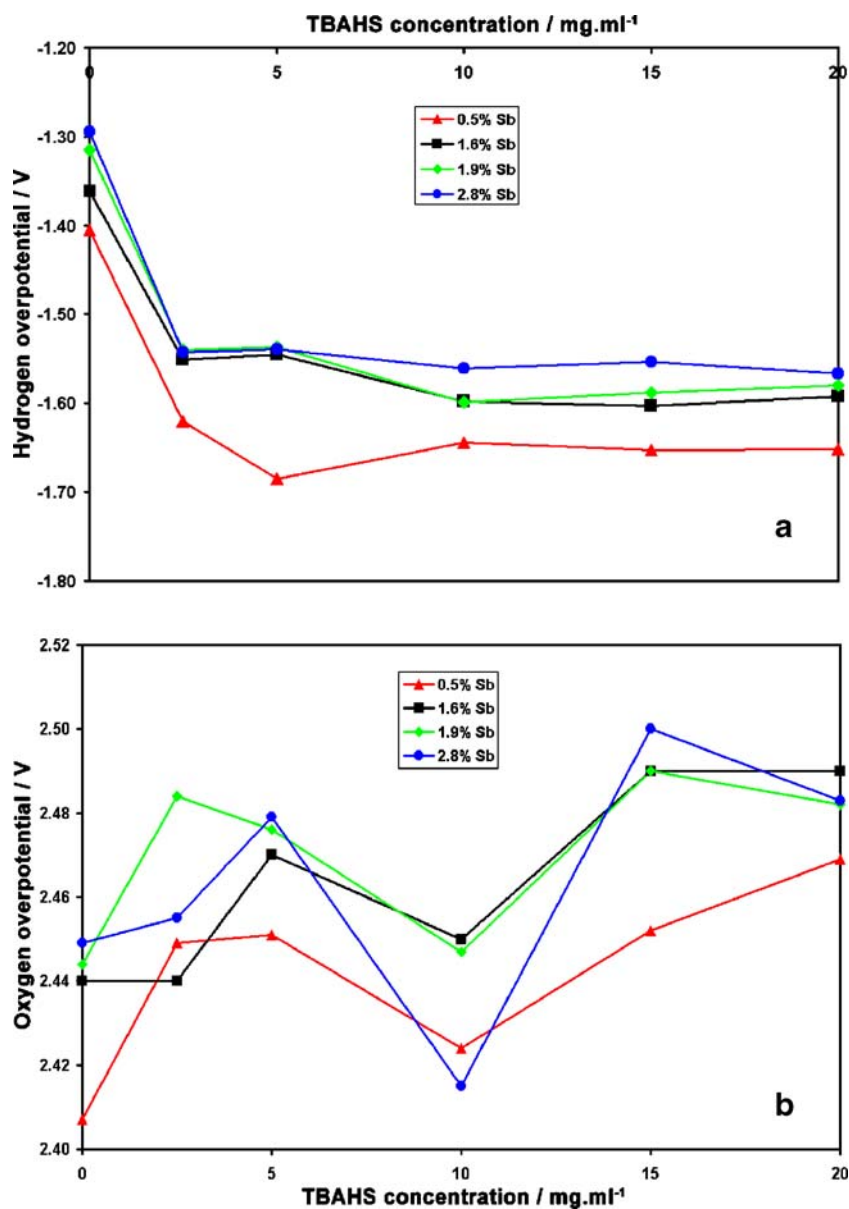 TBAHS concentration / mg.ml⁻¹
0 5 10 15 20
-1.20
-1.30
-1.40
-1.50
-1.60
-1.70
-1.80
Hydrogen overpotential / V
0.5% Sb
1.6% Sb
1.9% Sb
2.8% Sb
a
2.52
2.50
2.48
2.46
2.44
2.42
2.40
Oxygen overpotential / V
0.5% Sb
1.6% Sb
1.9% Sb
2.8% Sb
b
0 5 10 15 20
TBAHS concentration / mg.ml⁻¹